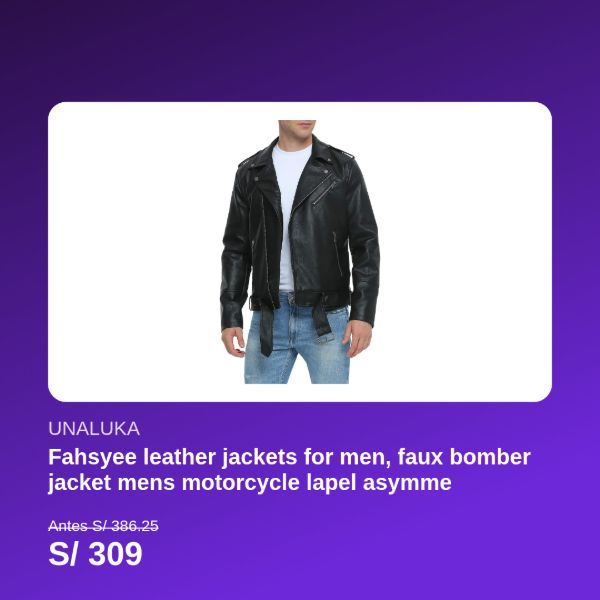 UNALUKA
Fahsyee leather jackets for men, faux bomber
jacket mens motorcycle lapel asymme
Antes S/ 386.25
S/ 309